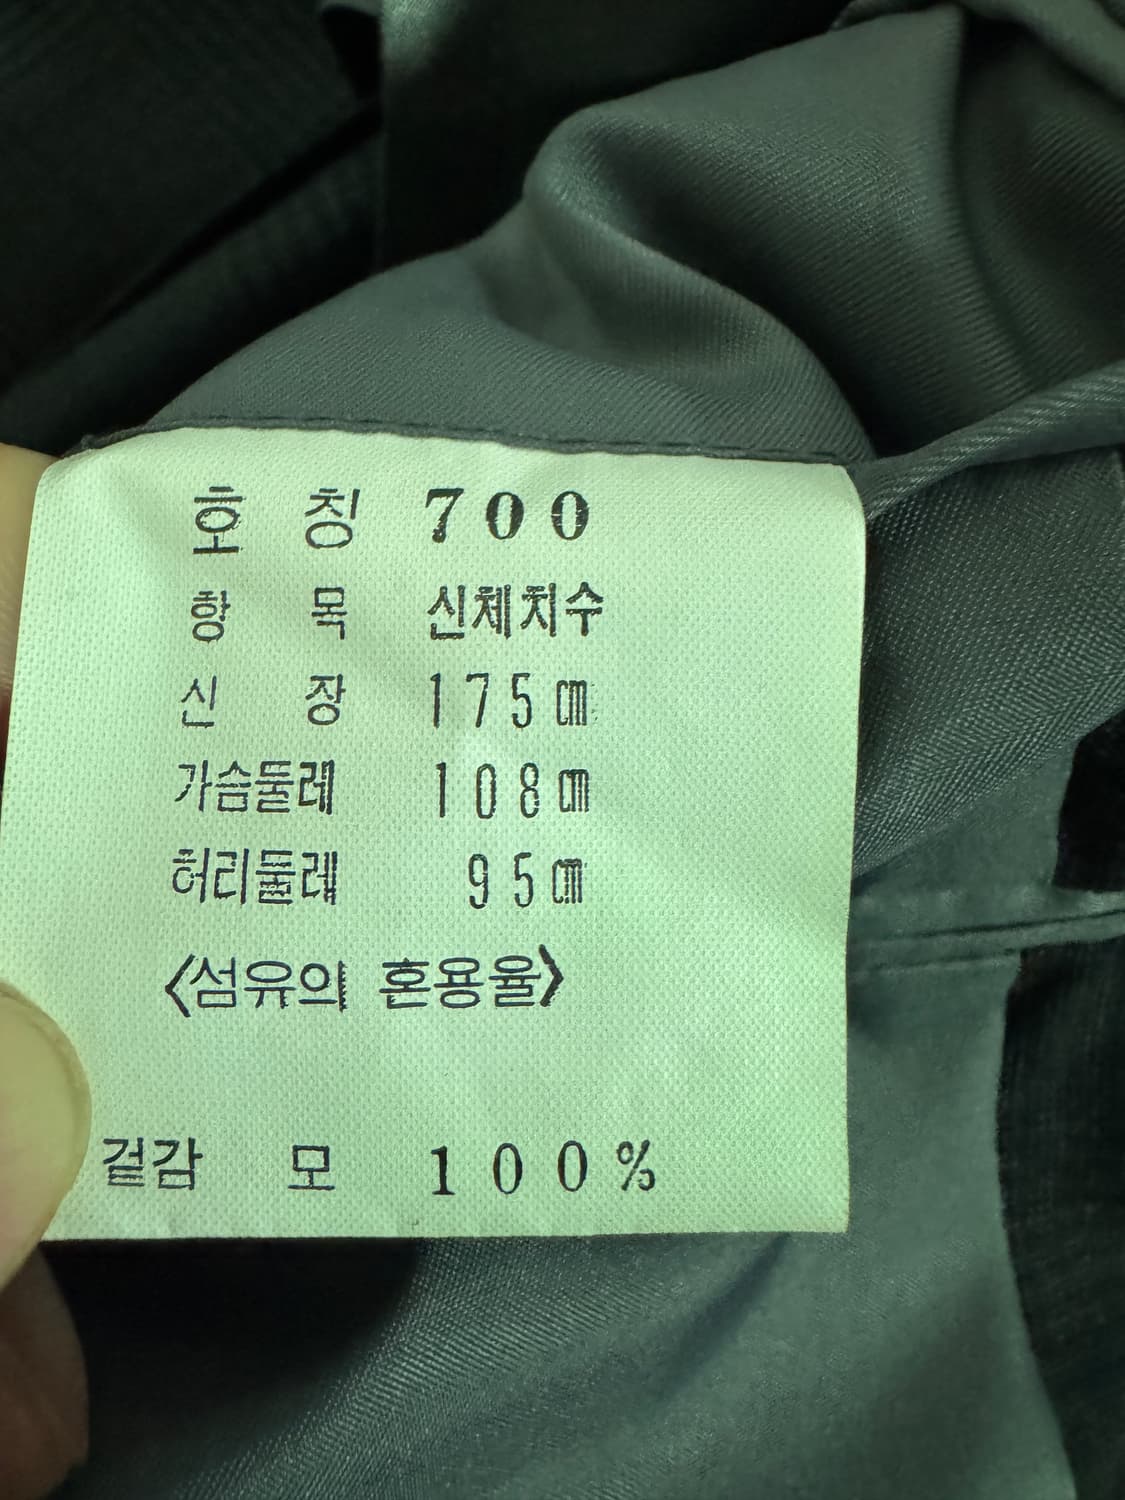 호 칭 700
항 목 신체치수
신 장 175㎝
가슴둘레 108㎝
허리둘레 95㎝
<섬유의 혼용율>
겉감 모 100%